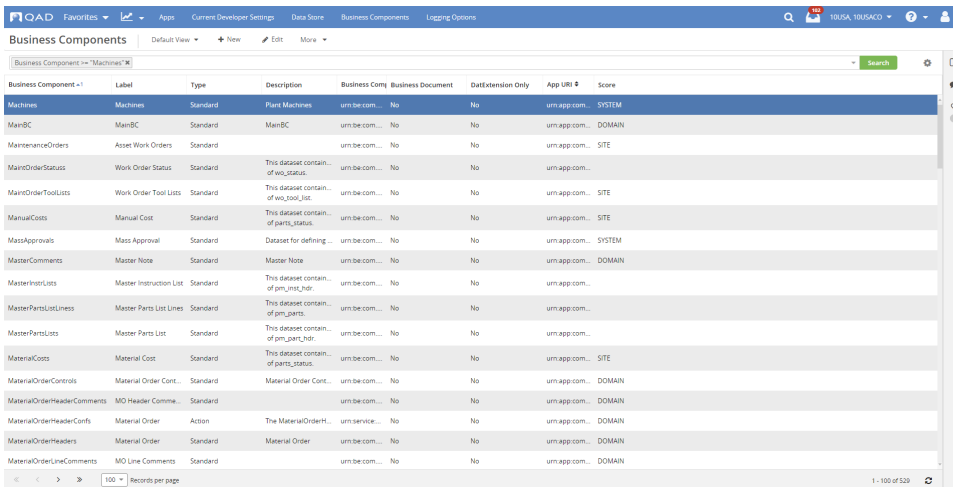 QAD Favorites Apps Current Developer Settings Data Store Business Components Logging Options 102 10USA, 10USACO
Business Components Default View + New Edit More
Business Component >= "Machines" Search
Business Component 1 Label Type Description Business Comp Business Document DatExtension Only App URI Score
Machines Machines Standard Plant Machines urn:be:com.... No No urn:app:com... SYSTEM
MainBC MainBC Standard MainBC urn:be:com.... No No urn:app:com... DOMAIN
MaintenanceOrders Asset Work Orders Standard urn:be:com.... No No urn:app:com... SITE
MaintOrderStatuss Work Order Status Standard This dataset contain... of wo_status. urn:be:com.... No No urn:app:com...
MaintOrderToolLists Work Order Tool Lists Standard This dataset contain... of wo_tool_list. urn:be:com.... No No urn:app:com... SITE
ManualCosts Manual Cost Standard This dataset contain... of parts_status. urn:be:com.... No No urn:app:com... SITE
MassApprovals Mass Approval Standard Dataset for defining ... urn:be:com.... No No urn:app:com... SYSTEM
MasterComments Master Note Standard Master Note urn:be:com.... No No urn:app:com... DOMAIN
MasterInstrLists Master Instruction List Standard This dataset contain... of pm_inst_hdr. urn:be:com.... No No urn:app:com...
MasterPartsListLiness Master Parts List Lines Standard This dataset contain... of pm_parts. urn:be:com.... No No urn:app:com...
MasterPartsLists Master Parts List Standard This dataset contain... of pm_part_hdr. urn:be:com.... No No urn:app:com...
MaterialCosts Material Cost Standard This dataset contain... of parts_status. urn:be:com.... No No urn:app:com... SITE
MaterialOrderControls Material Order Cont... Standard Material Order Cont... urn:be:com.... No No urn:app:com... DOMAIN
MaterialOrderHeaderComments MO Header Comme... Standard urn:be:com.... No No urn:app:com... DOMAIN
MaterialOrderHeaderConfs Material Order Action The MaterialOrderH... urn:service:... No No urn:app:com... DOMAIN
MaterialOrderHeaders Material Order Standard Material Order urn:be:com.... No No urn:app:com... DOMAIN
MaterialOrderLineComments MO Line Comments Standard urn:be:com.... No No urn:app:com... DOMAIN
100 Records per page 1 - 100 of 529